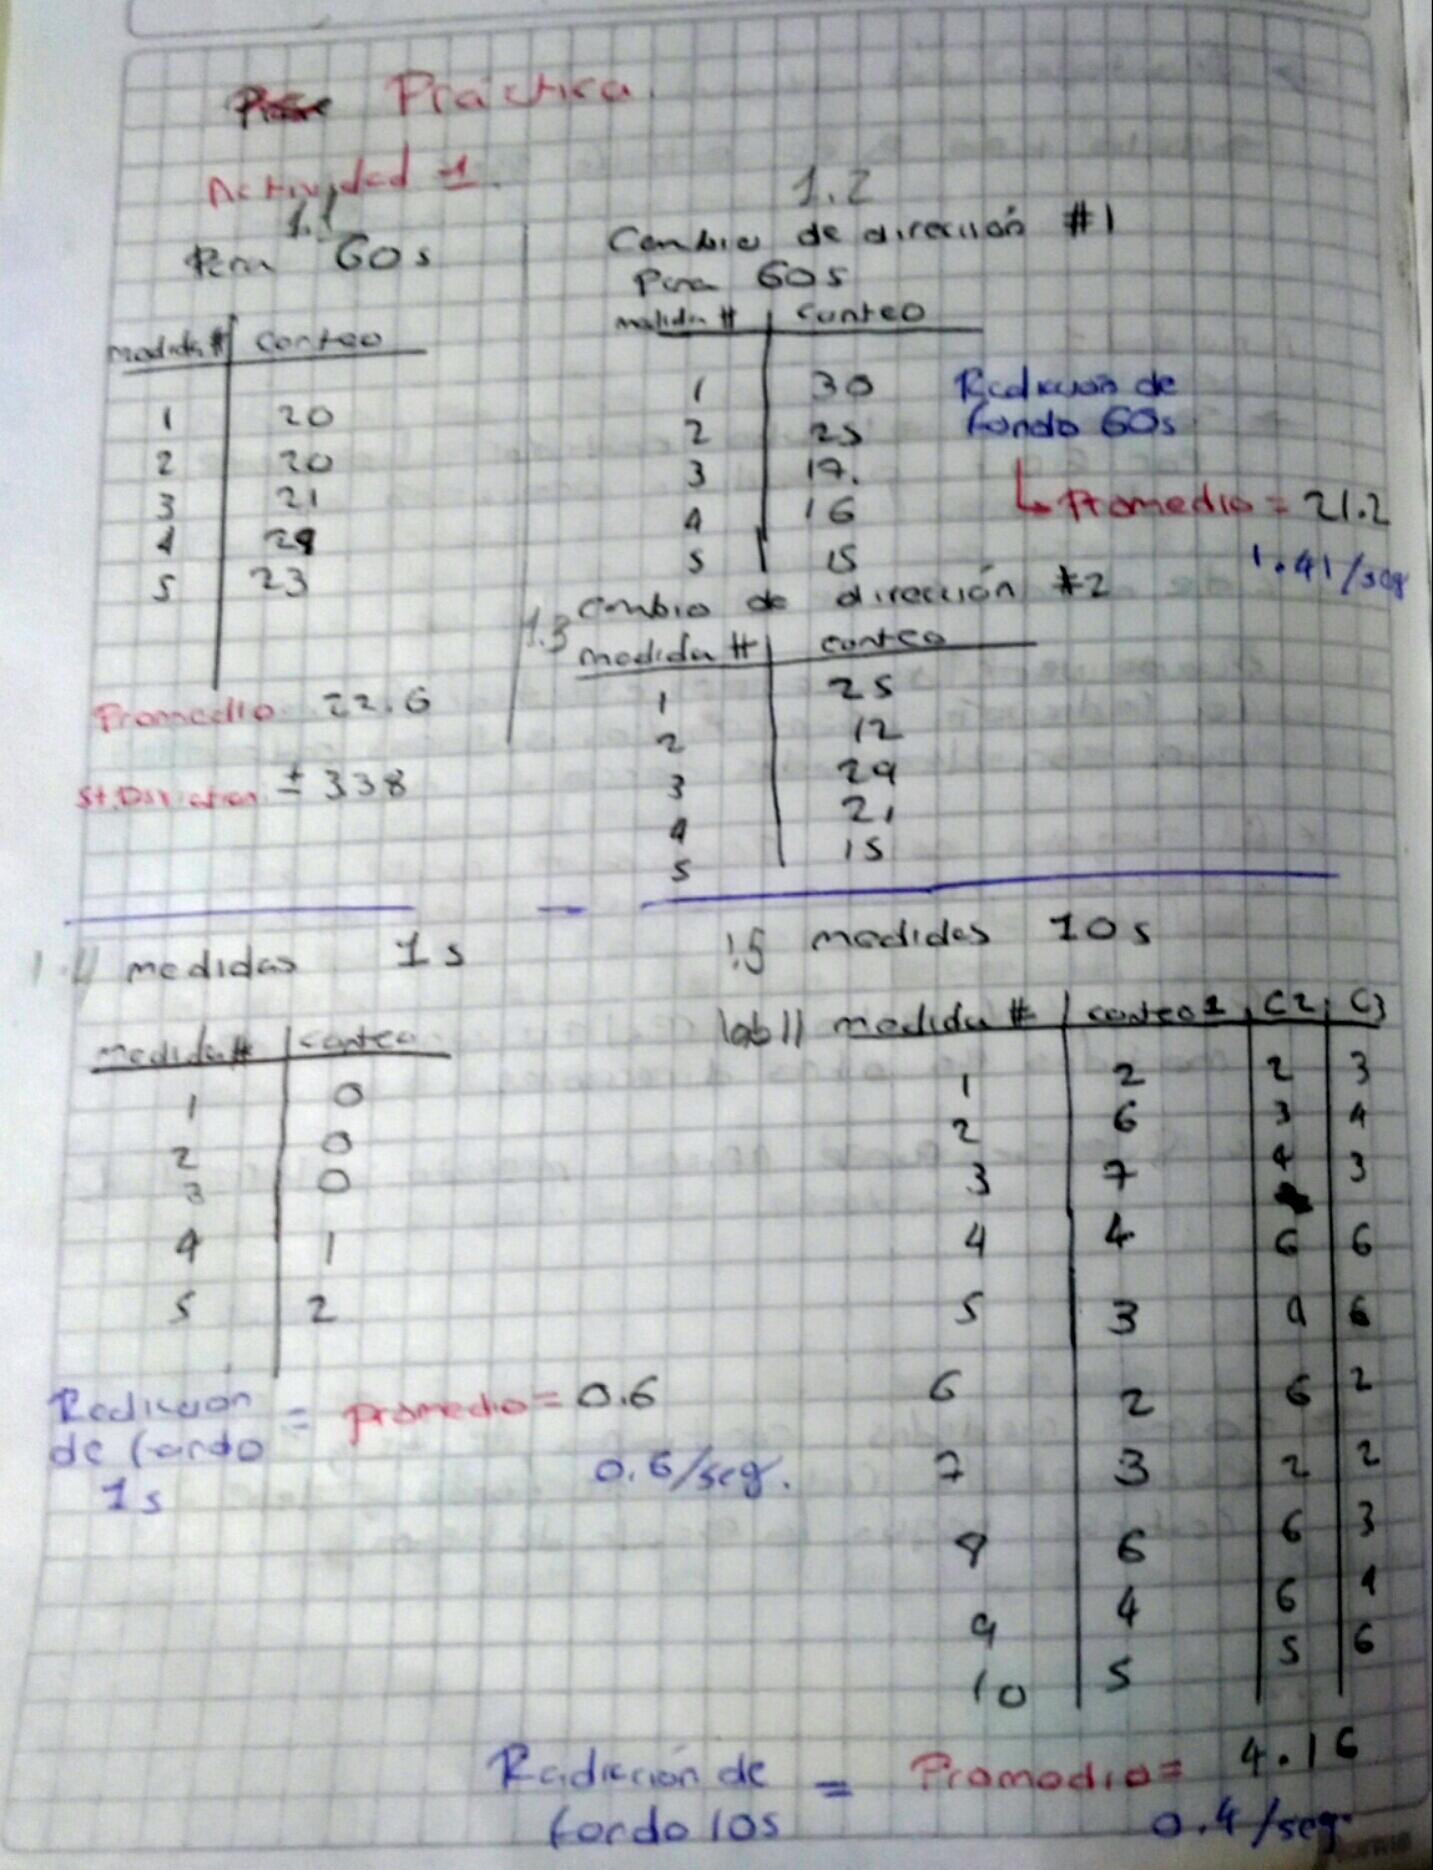 Práctica
Actividad 1.
1.1
Para 60s
medida # conteo
1 20
2 20
3 21
4 29
5 23
Promedio 22.6
St. Desviation ± 3.38
1.2
Cambio de dirección #1
Para 60s
medida # conteo
1 30
2 25
3 17.
4 16
5 15
Radiación de
fondo 60s
Promedio = 21.2
1.41/seg
1.3 Cambio de dirección #2
medida # conteo
1 25
2 12
3 29
4 21
5 15
1.4 medidas 1s
medida # conteo
1 0
2 0
3 0
4 1
5 2
Radiación
de fondo = promedio = 0.6
1s
0.6/seg.
1.5 medidas 10s
lab 11 medida # conteo 1 C2 C3
1 2 2 3
2 6 3 4
3 7 4 3
4 4 6 6
5 3 4 6
6 2 6 2
7 3 2 2
8 6 6 3
9 4 6 4
10 5 5 6
Radiación de
fondo 10s = Promedio = 4.16
0.4/seg